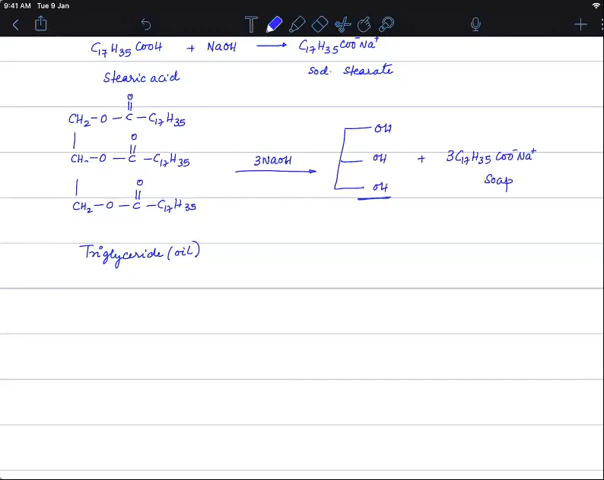 9:41 AM Tue 9 Jan
C₁₇H₃₅COOH + NaOH ⟶ C₁₇H₃₅COO⁻Na⁺
Stearic acid sod. stearate
O
||
CH₂-O-C-C₁₇H₃₅
|
O
||
CH-O-C-C₁₇H₃₅
|
O
||
CH₂-O-C-C₁₇H₃₅
3NaOH
OH
OH
OH
+ 3C₁₇H₃₅COO⁻Na⁺
Soap
Triglyceride (oil)